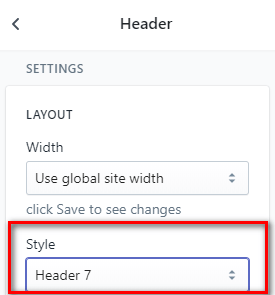 Header
SETTINGS
LAYOUT
Width
Use global site width
click Save to see changes
Style
Header 7